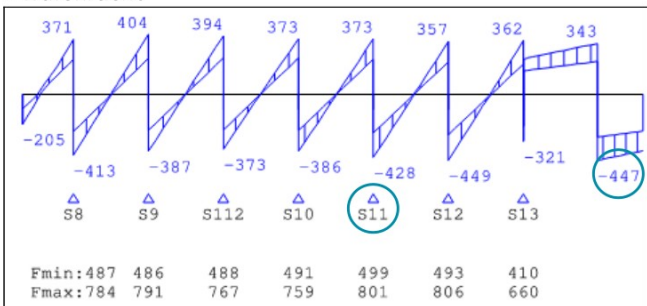 371 404 394 373 373 357 362 343
-205 -413 -387 -373 -386 -428 -449 -321 -447
S8 S9 S112 S10 S11 S12 S13
Fmin:487 486 488 491 499 493 410
Fmax:784 791 767 759 801 806 660